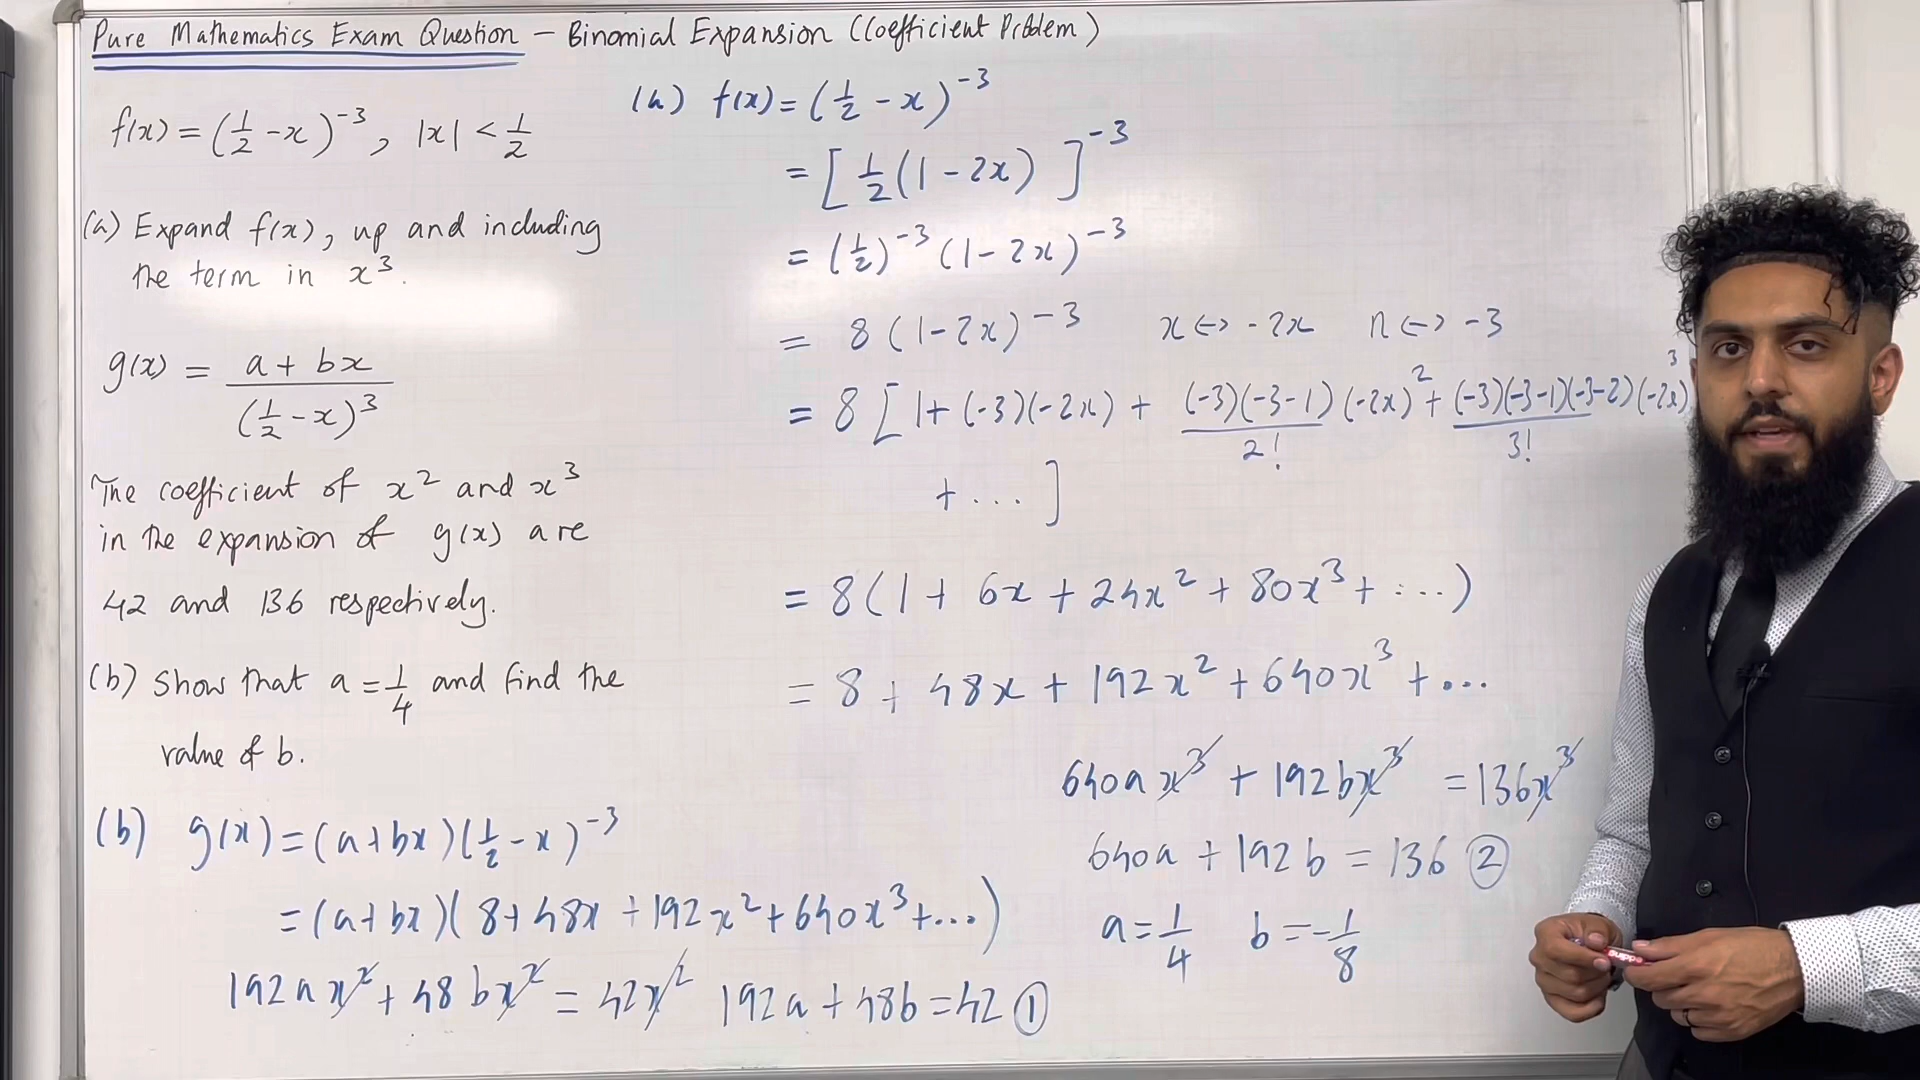 Pure Mathematics Exam Question – Binomial Expansion (Coefficient Problem)
f(x) = (1/2 - x)^-3, |x| < 1/2
(a) Expand f(x), up and including
the term in x^3.
g(x) = (a + bx)/(1/2 - x)^3
The coefficient of x^2 and x^3
in the expansion of g(x) are
42 and 136 respectively.
(b) Show that a = 1/4 and find the
value of b.
(b) g(x) = (a+bx)(1/2 - x)^-3
= (a+bx)(8+48x+192x^2+640x^3+...)
192ax^2 + 48bx^2 = 42x^2 192a + 48b = 42 ①
(a) f(x) = (1/2 - x)^-3
= [1/2(1-2x)]^-3
= (1/2)^-3 (1-2x)^-3
= 8(1-2x)^-3 x <-> -2x n <-> -3
= 8[1+(-3)(-2x) + (-3)(-3-1)/2! (-2x)^2 + (-3)(-3-1)(-3-2)/3! (-2x)^3
+ ...]
= 8(1 + 6x + 24x^2 + 80x^3 + ...)
= 8 + 48x + 192x^2 + 640x^3 + ...
640ax^3 + 192bx^3 = 136x^3
640a + 192b = 136 ②
a = 1/4 b = -1/8